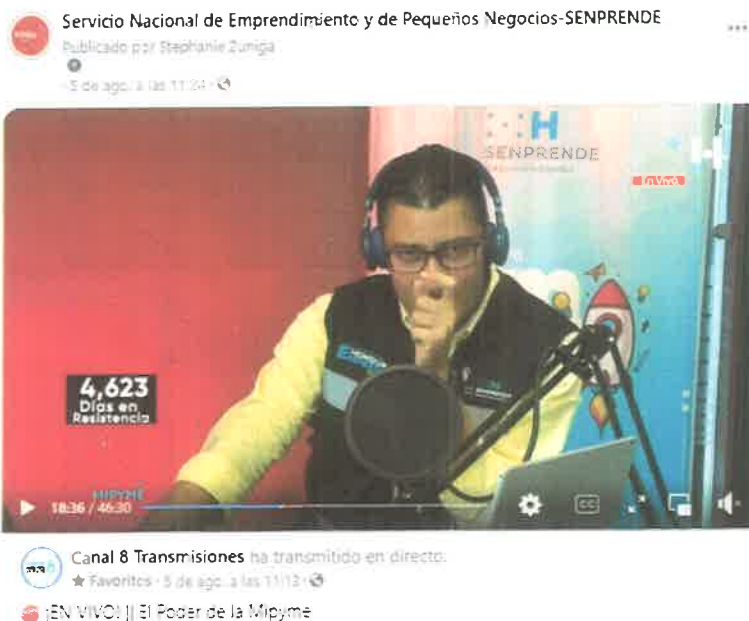 Servicio Nacional de Emprendimiento y de Pequeños Negocios-SENPRENDE
Publicado por Stephanie Zuniga
· 5 de ago. a las 11:24 ·
H
SENPRENDE
En Vivo
4,623
Días en
Resistencia
MIPYME
18:36 / 46:30
CC
Canal 8 Transmisiones ha transmitido en directo.
★ Favoritos · 5 de ago. a las 11:13 ·
¡EN VIVO! || El Poder de la Mipyme